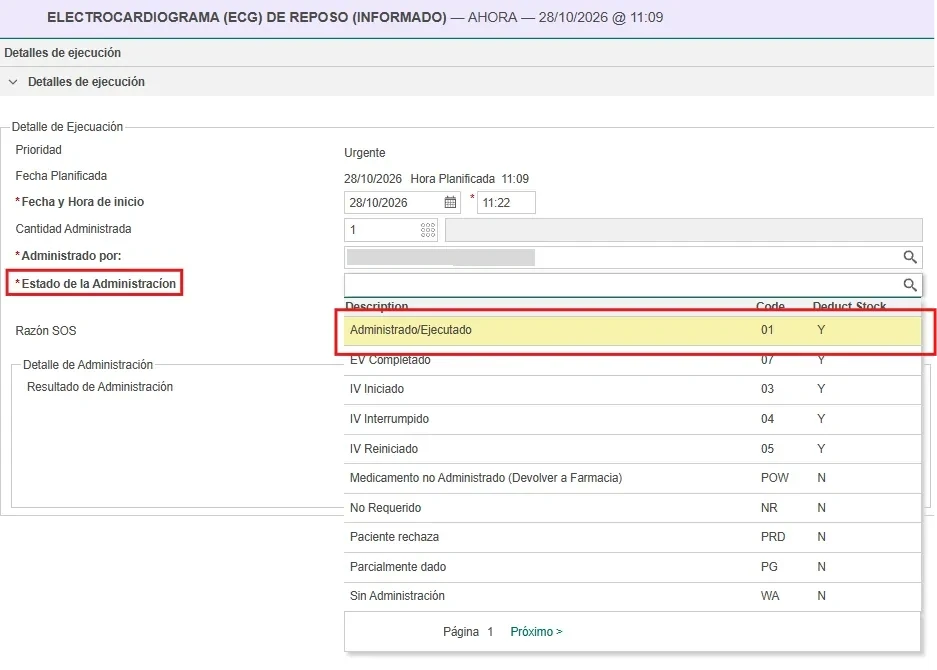 ELECTROCARDIOGRAMA (ECG) DE REPOSO (INFORMADO) — AHORA — 28/10/2026 @ 11:09
Detalles de ejecución
Detalles de ejecución
Detalle de Ejecuación
Prioridad Urgente
Fecha Planificada 28/10/2026 Hora Planificada 11:09
*Fecha y Hora de inicio 28/10/2026 * 11:22
Cantidad Administrada 1
*Administrado por:
*Estado de la Administracíon
Description Code Deduct Stock
Razón SOS
Administrado/Ejecutado 01 Y
EV Completado 07 Y
Detalle de Administración
Resultado de Administración
IV Iniciado 03 Y
IV Interrumpido 04 Y
IV Reiniciado 05 Y
Medicamento no Administrado (Devolver a Farmacia) POW N
No Requerido NR N
Paciente rechaza PRD N
Parcialmente dado PG N
Sin Administración WA N
Página 1 Próximo >